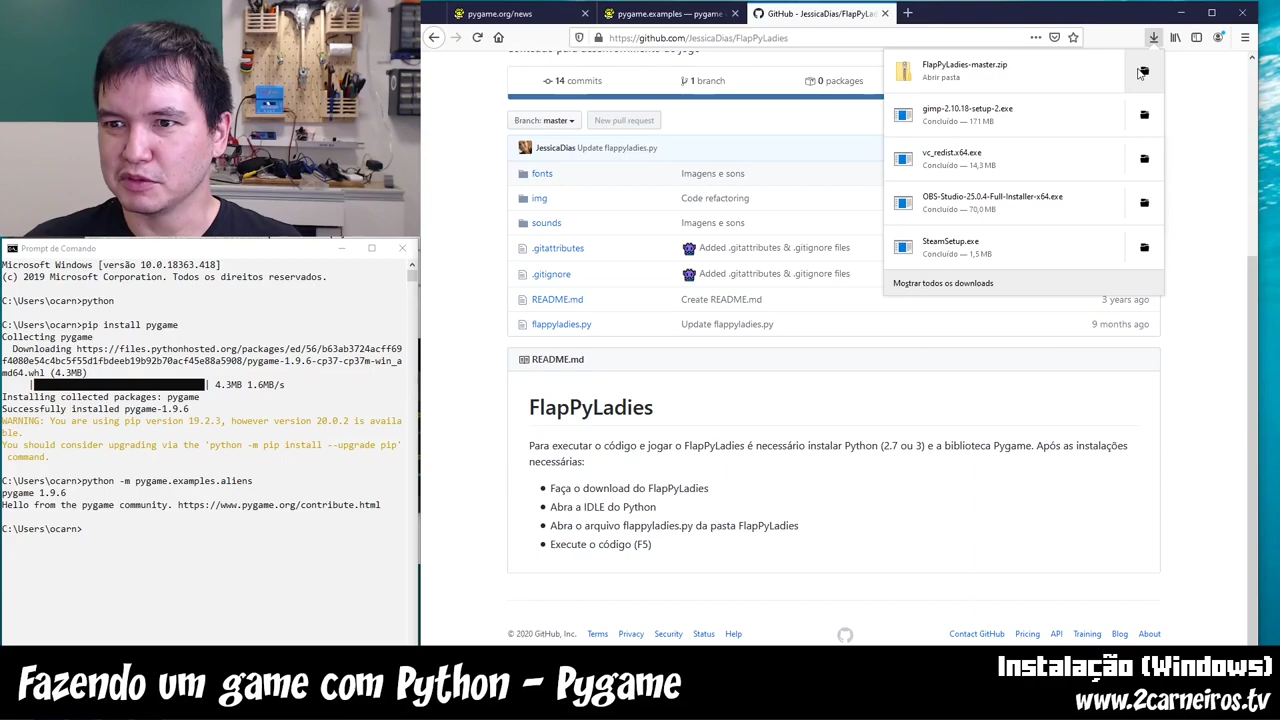 pygame.org/news
pygame.examples — pygame
GitHub - JessicaDias/FlapPyL
https://github.com/JessicaDias/FlapPyLadies
FlapPyLadies-master.zip
Abrir pasta
gimp-2.10.18-setup-2.exe
Concluído — 171 MB
vc_redist.x64.exe
Concluído — 14,3 MB
OBS-Studio-25.0.4-Full-Installer-x64.exe
Concluído — 70,0 MB
SteamSetup.exe
Concluído — 1,5 MB
Mostrar todos os downloads
14 commits
1 branch
0 packages
Branch: master
New pull request
JessicaDias Update flappyladies.py
fonts Imagens e sons
img Code refactoring
sounds Imagens e sons
.gitattributes Added .gitattributes & .gitignore files
.gitignore Added .gitattributes & .gitignore files
README.md Create README.md 3 years ago
flappyladies.py Update flappyladies.py 9 months ago
README.md
FlapPyLadies
Para executar o código e jogar o FlapPyLadies é necessário instalar Python (2.7 ou 3) e a biblioteca Pygame. Após as instalações
necessárias:
Faça o download do FlapPyLadies
Abra a IDLE do Python
Abra o arquivo flappyladies.py da pasta FlapPyLadies
Execute o código (F5)
© 2020 GitHub, Inc. Terms Privacy Security Status Help Contact GitHub Pricing API Training Blog About
Prompt de Comando
Microsoft Windows [versão 10.0.18363.418]
(c) 2019 Microsoft Corporation. Todos os direitos reservados.
C:\Users\ocarn>python
C:\Users\ocarn>pip install pygame
Collecting pygame
Downloading https://files.pythonhosted.org/packages/ed/56/b63ab3724acff69
f4080e54c4bc5f55d1fbdeeb19b92b70acf45e88a5908/pygame-1.9.6-cp37-cp37m-win_a
md64.whl (4.3MB)
| | 4.3MB 1.6MB/s
Installing collected packages: pygame
Successfully installed pygame-1.9.6
WARNING: You are using pip version 19.2.3, however version 20.0.2 is availa
ble.
You should consider upgrading via the 'python -m pip install --upgrade pip'
command.
C:\Users\ocarn>python -m pygame.examples.aliens
pygame 1.9.6
Hello from the pygame community. https://www.pygame.org/contribute.html
C:\Users\ocarn>
Fazendo um game com Python - Pygame
Instalação (Windows)
www.2carneiros.tv